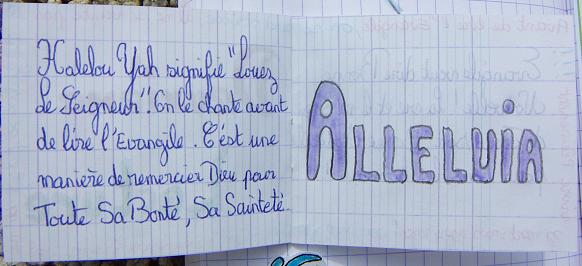 Halelou Yah signifie "Louez
Le Seigneur". On le chante avant
de lire l'Evangile. C'est une
manière de remercier Dieu pour
Toute Sa Bonté, Sa Sainteté.
ALLELUiA